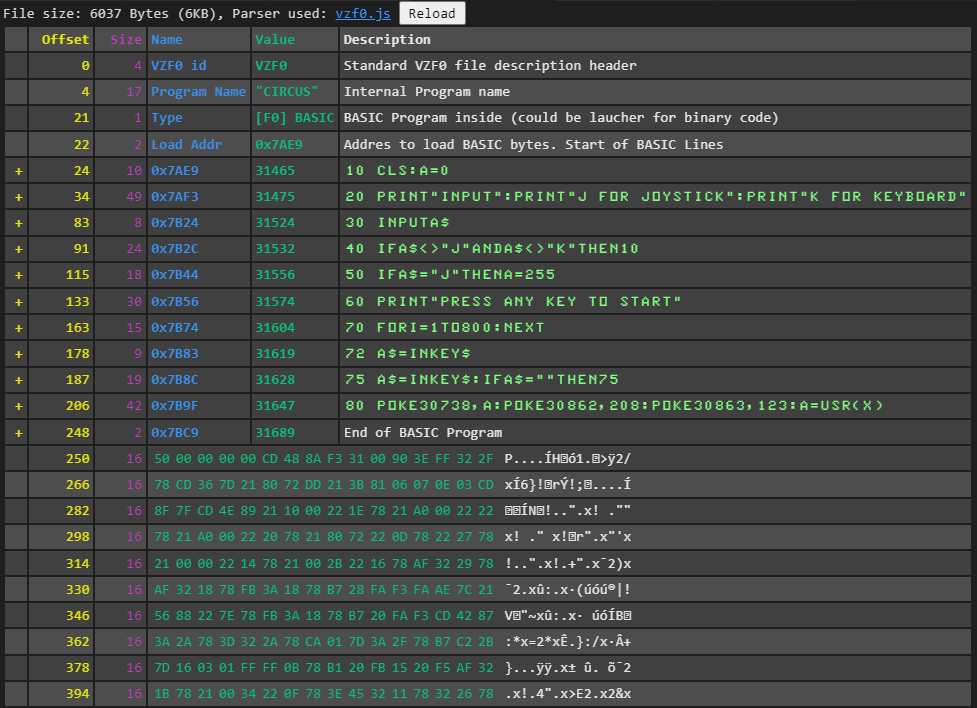 File size: 6037 Bytes (6KB), Parser used: vzf0.js Reload
Offset Size Name Value Description
0 4 VZF0 id VZF0 Standard VZF0 file description header
4 17 Program Name "CIRCUS" Internal Program name
21 1 Type [F0] BASIC BASIC Program inside (could be laucher for binary code)
22 2 Load Addr 0x7AE9 Addres to load BASIC bytes. Start of BASIC Lines
+ 24 10 0x7AE9 31465 10 CLS:A=0
+ 34 49 0x7AF3 31475 20 PRINT"INPUT":PRINT"J FOR JOYSTICK":PRINT"K FOR KEYBOARD"
+ 83 8 0x7B24 31524 30 INPUTA$
+ 91 24 0x7B2C 31532 40 IFA$<>"J"ANDA$<>"K"THEN10
+ 115 18 0x7B44 31556 50 IFA$="J"THENA=255
+ 133 30 0x7B56 31574 60 PRINT"PRESS ANY KEY TO START"
+ 163 15 0x7B74 31604 70 FORI=1TO800:NEXT
+ 178 9 0x7B83 31619 72 A$=INKEY$
+ 187 19 0x7B8C 31628 75 A$=INKEY$:IFA$=""THEN75
+ 206 42 0x7B9F 31647 80 POKE30738,A:POKE30862,208:POKE30863,123:A=USR(X)
+ 248 2 0x7BC9 31689 End of BASIC Program
250 16 50 00 00 00 00 CD 48 8A F3 31 00 90 3E FF 32 2F P....ÍH ó1. >ÿ2/
266 16 78 CD 36 7D 21 80 72 DD 21 3B 81 06 07 0E 03 CD xÍ6}! rÝ!; ....Í
282 16 8F 7F CD 4E 89 21 10 00 22 1E 78 21 A0 00 22 22 ÍN !..".x! .""
298 16 78 21 A0 00 22 20 78 21 80 72 22 0D 78 22 27 78 x! ." x! r".x"'x
314 16 21 00 00 22 14 78 21 00 2B 22 16 78 AF 32 29 78 !..".x!.+".x¯2)x
330 16 AF 32 18 78 FB 3A 18 78 B7 28 FA F3 FA AE 7C 21 ¯2.xû:.x·(úóú®|!
346 16 56 88 22 7E 78 FB 3A 18 78 B7 20 FA F3 CD 42 87 V "~xû:.x· úóÍB
362 16 3A 2A 78 3D 32 2A 78 CA 01 7D 3A 2F 78 B7 C2 2B :*x=2*xÊ.}:/x·Â+
378 16 7D 16 03 01 FF FF 0B 78 B1 20 FB 15 20 F5 AF 32 }...ÿÿ.x± û. õ¯2
394 16 1B 78 21 00 34 22 0F 78 3E 45 32 11 78 32 26 78 .x!.4".x>E2.x2&x